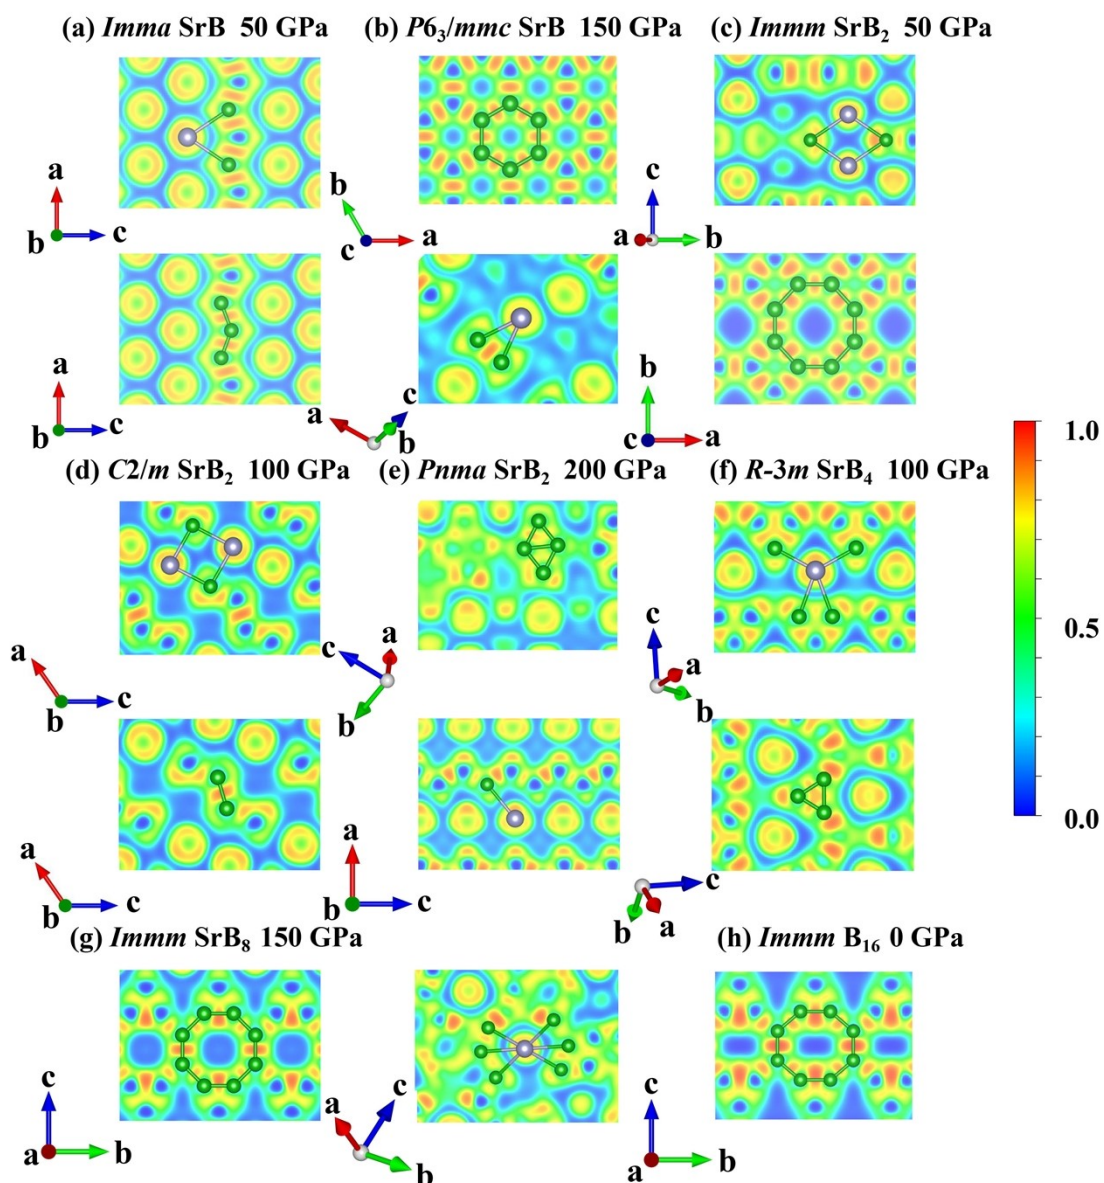 (a) Imma SrB 50 GPa
(b) P6₃/mmc SrB 150 GPa
(c) Immm SrB₂ 50 GPa
a
b
c
b
c
a
c
a
b
a
b
c
a
c
b
b
c
a
1.0
0.5
0.0
(d) C2/m SrB₂ 100 GPa
(e) Pnma SrB₂ 200 GPa
(f) R-3m SrB₄ 100 GPa
a
b
c
c
a
b
c
a
b
a
b
c
a
b
c
c
b
a
(g) Immm SrB₈ 150 GPa
(h) Immm B₁₆ 0 GPa
c
a
b
a
c
b
c
a
b